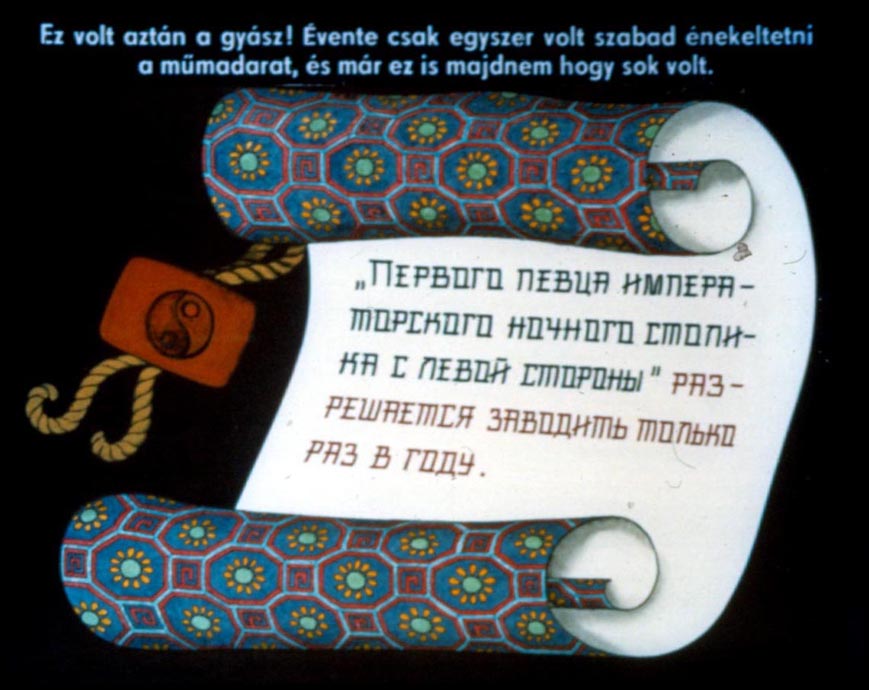 Ez volt aztán a gyász! Évente csak egyszer volt szabad énekeltetni
a műmadarat, és már ez is majdnem hogy sok volt.
„Первого певца импера-
торского ночного столи-
ка с левой стороны" раз-
решается заводить только
раз в году.